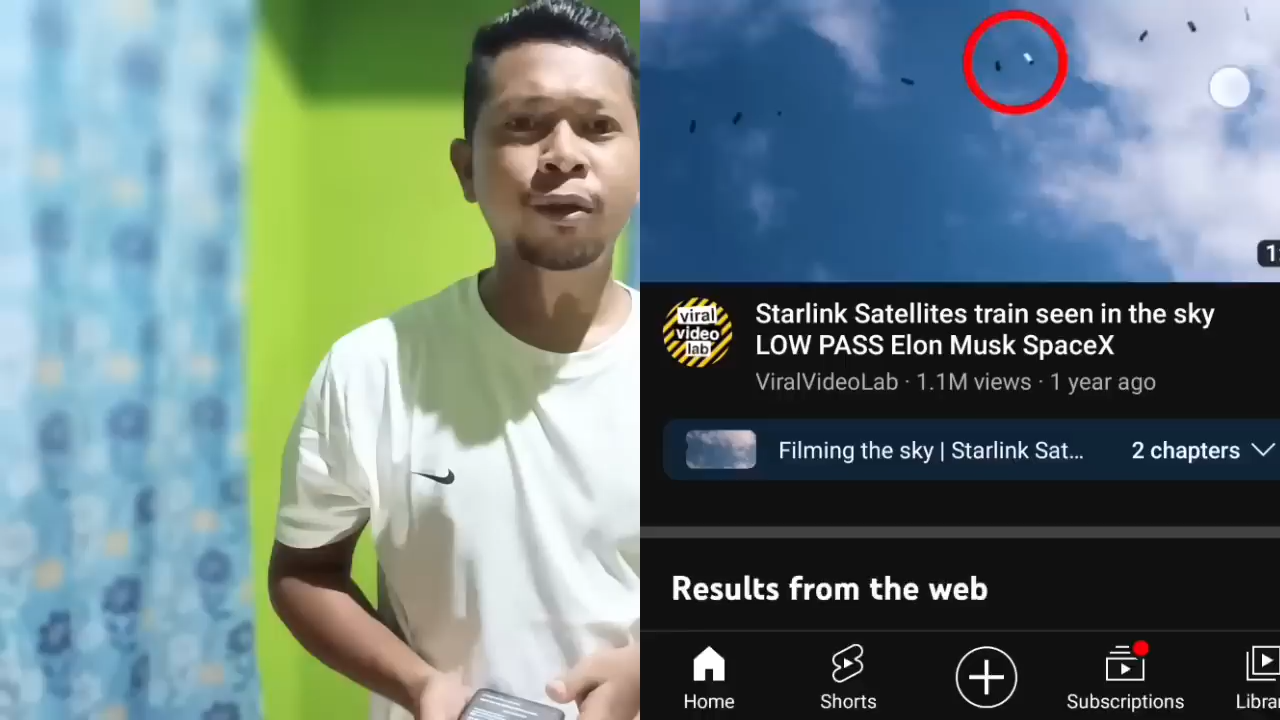 viral
video
lab
Starlink Satellites train seen in the sky
LOW PASS Elon Musk SpaceX
ViralVideoLab · 1.1M views · 1 year ago
Filming the sky | Starlink Sat...
2 chapters
Results from the web
Home
Shorts
Subscriptions